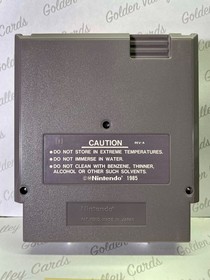 Golden Valley Cards
CAUTION
REV-A
• DO NOT STORE IN EXTREME TEMPERATURES.
• DO NOT IMMERSE IN WATER.
• DO NOT CLEAN WITH BENZENE, THINNER,
ALCOHOL OR OTHER SUCH SOLVENTS.
©®Nintendo® 1985
Nintendo